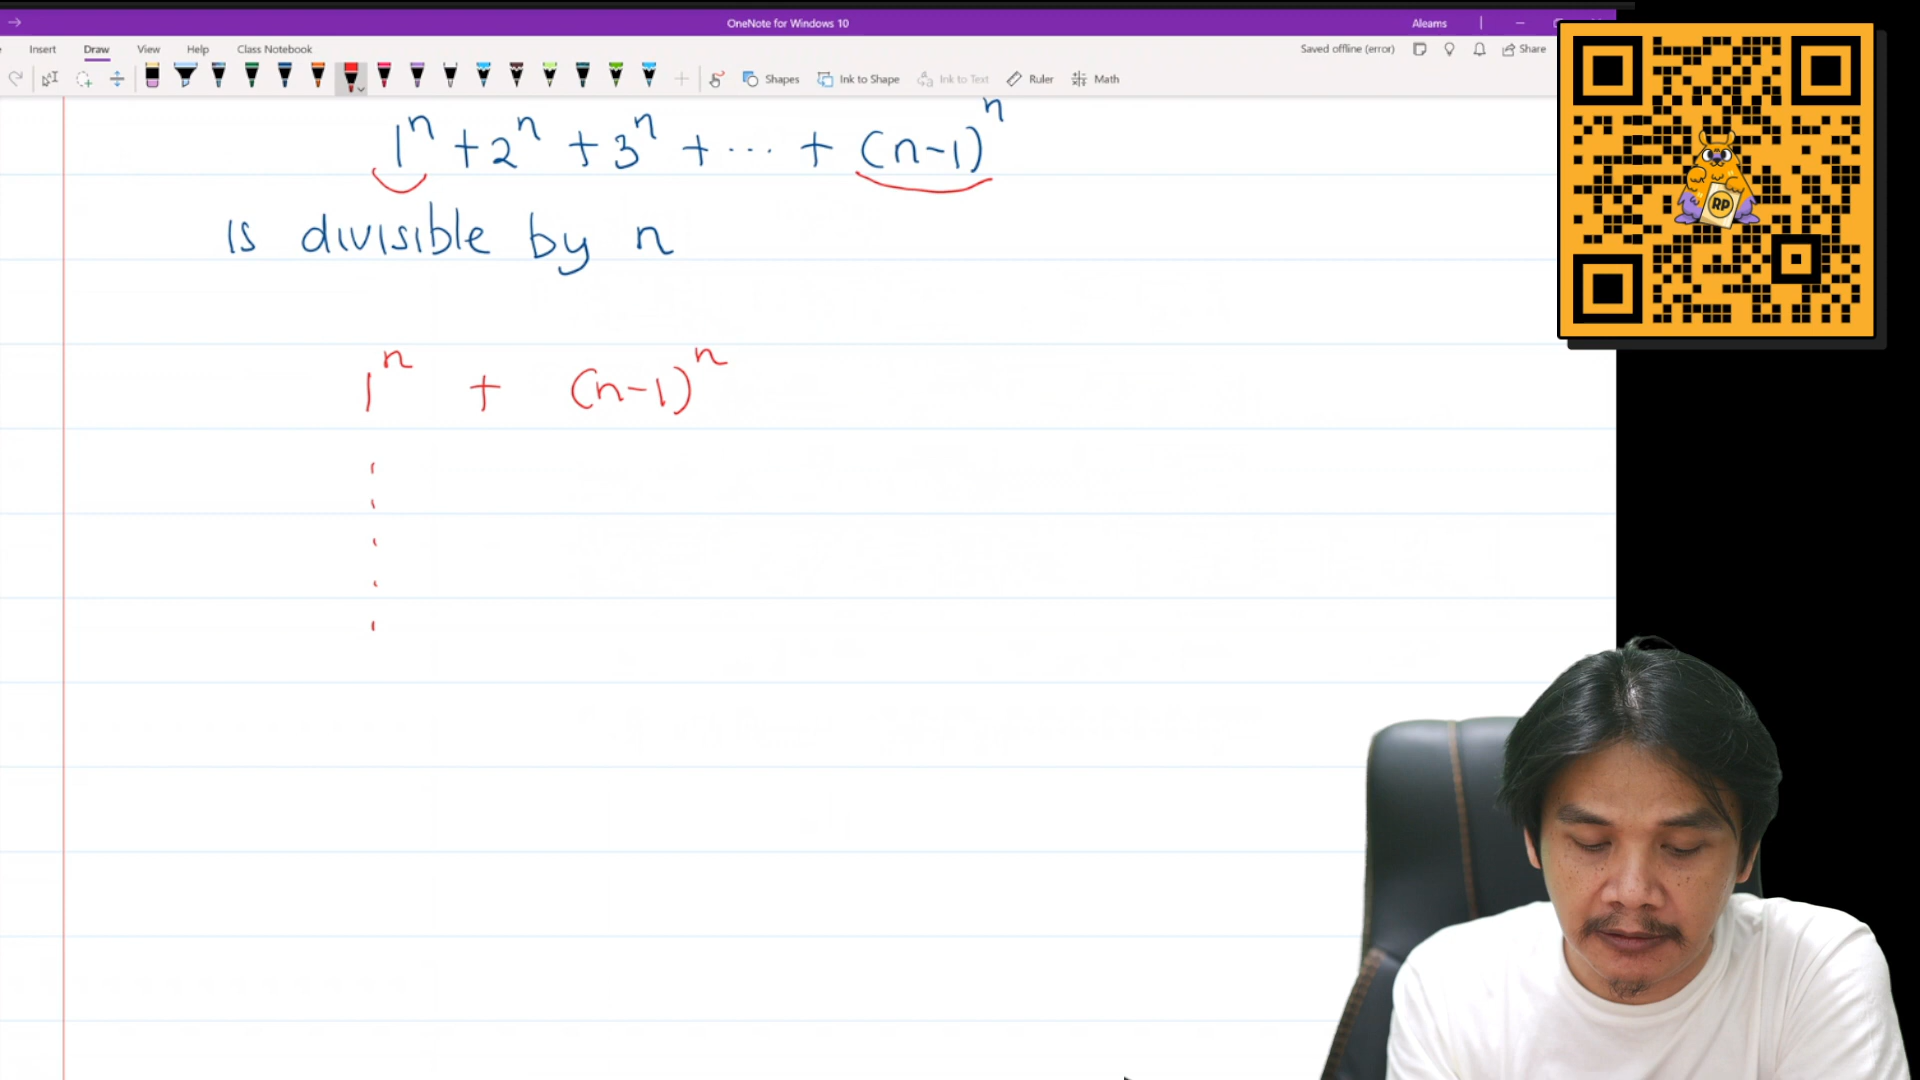 OneNote for Windows 10
Aleams
Insert Draw View Help Class Notebook
Saved offline (error) Share
Shapes Ink to Shape Ink to Text Ruler Math
1ⁿ + 2ⁿ + 3ⁿ + ··· + (n-1)ⁿ
is divisible by n
1ⁿ + (n-1)ⁿ
RP